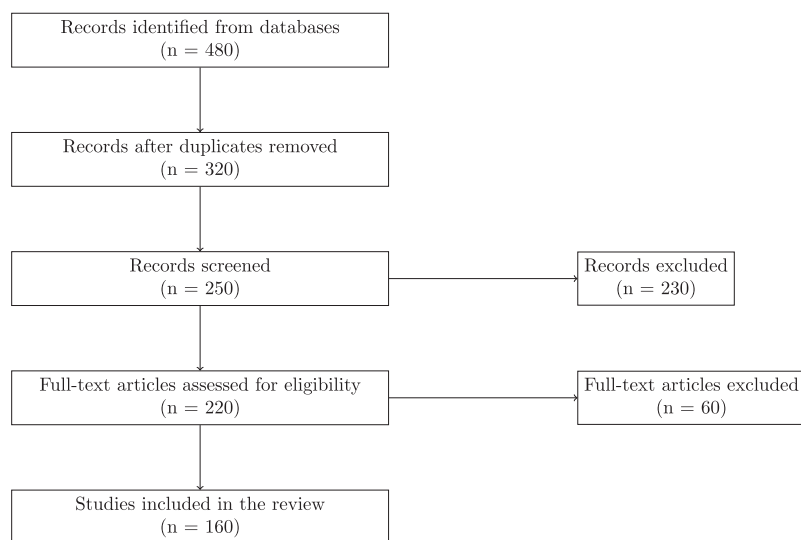 Records identified from databases
(n = 480)
Records after duplicates removed
(n = 320)
Records screened
(n = 250)
Records excluded
(n = 230)
Full-text articles assessed for eligibility
(n = 220)
Full-text articles excluded
(n = 60)
Studies included in the review
(n = 160)